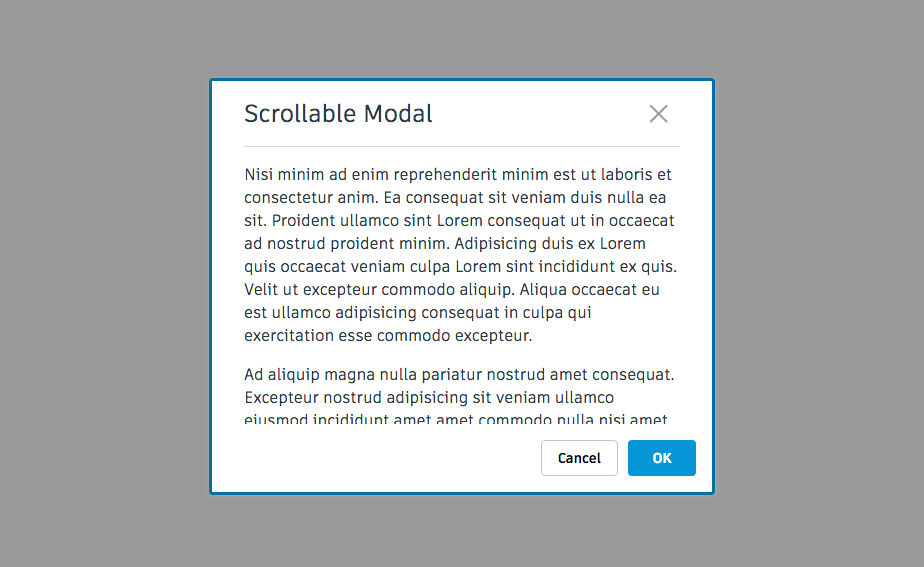 Scrollable Modal
Nisi minim ad enim reprehenderit minim est ut laboris et
consectetur anim. Ea consequat sit veniam duis nulla ea
sit. Proident ullamco sint Lorem consequat ut in occaecat
ad nostrud proident minim. Adipisicing duis ex Lorem
quis occaecat veniam culpa Lorem sint incididunt ex quis.
Velit ut excepteur commodo aliquip. Aliqua occaecat eu
est ullamco adipisicing consequat in culpa qui
exercitation esse commodo excepteur.
Ad aliquip magna nulla pariatur nostrud amet consequat.
Excepteur nostrud adipisicing sit veniam ullamco
eiusmod incididunt amet amet commodo nulla nisi amet
Cancel
OK